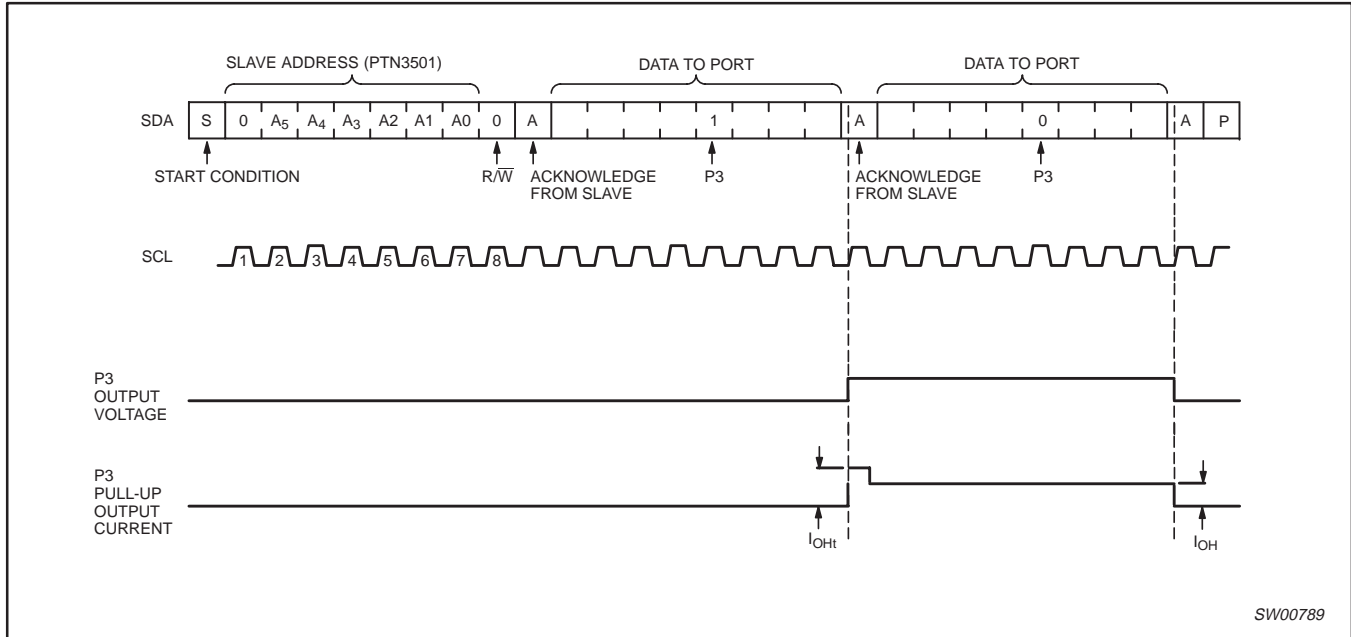 SLAVE ADDRESS (PTN3501)
DATA TO PORT
DATA TO PORT
SDA S 0 A5 A4 A3 A2 A1 A0 0 A 1 A 0 A P
START CONDITION
R/W̅
ACKNOWLEDGE
FROM SLAVE
P3
ACKNOWLEDGE
FROM SLAVE
P3
SCL 1 2 3 4 5 6 7 8
P3
OUTPUT
VOLTAGE
P3
PULL-UP
OUTPUT
CURRENT
IOHt
IOH
SW00789